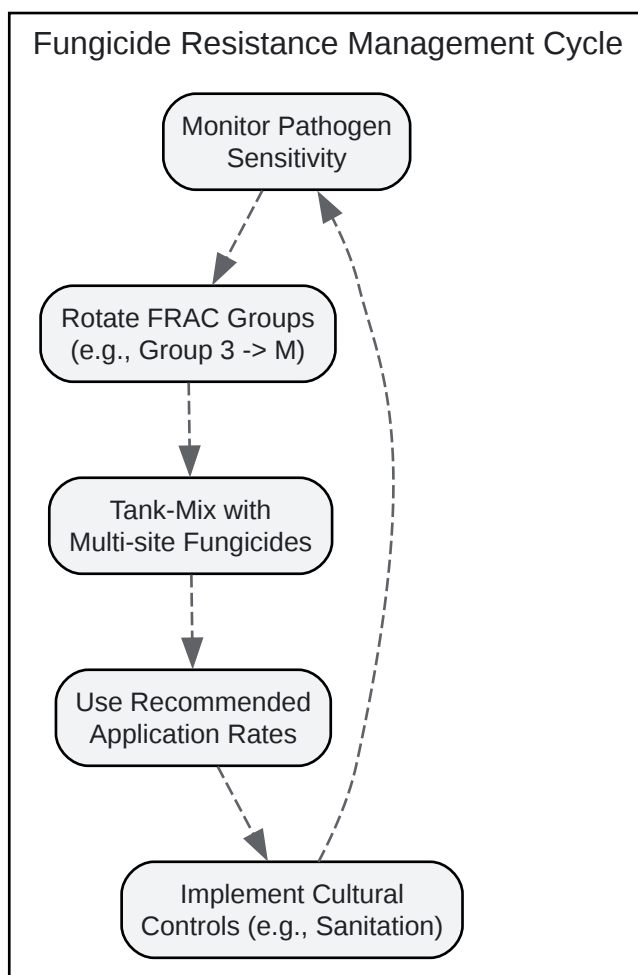 Fungicide Resistance Management Cycle
Monitor Pathogen
Sensitivity
Rotate FRAC Groups
(e.g., Group 3 -> M)
Tank-Mix with
Multi-site Fungicides
Use Recommended
Application Rates
Implement Cultural
Controls (e.g., Sanitation)